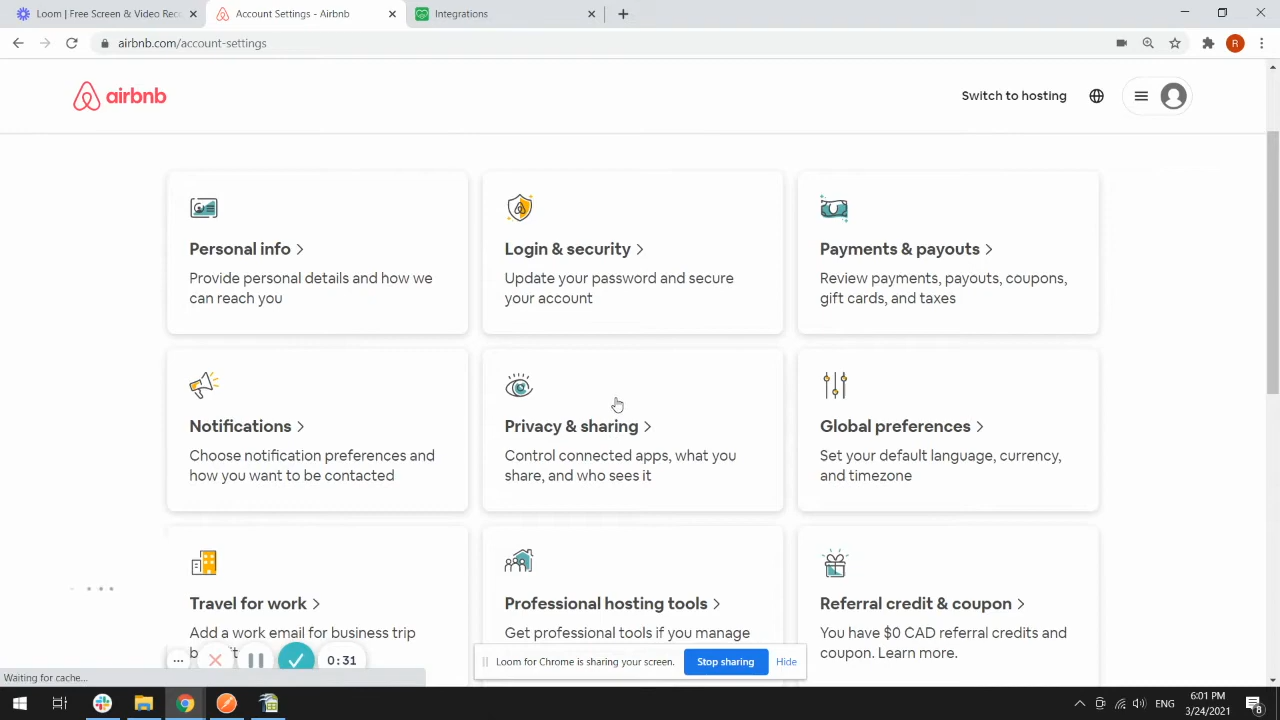 Loom | Free Screen & Video Rec
Account Settings - Airbnb
Integrations
airbnb.com/account-settings
R
airbnb
Switch to hosting
Personal info
Provide personal details and how we
can reach you
Login & security
Update your password and secure
your account
Payments & payouts
Review payments, payouts, coupons,
gift cards, and taxes
Notifications
Choose notification preferences and
how you want to be contacted
Privacy & sharing
Control connected apps, what you
share, and who sees it
Global preferences
Set your default language, currency,
and timezone
Travel for work
Add a work email for business trip
Professional hosting tools
Get professional tools if you manage
Referral credit & coupon
You have $0 CAD referral credits and
coupon. Learn more.
0:31
Loom for Chrome is sharing your screen.
Stop sharing
Hide
Waiting for cache...
ENG
6:01 PM
3/24/2021
8